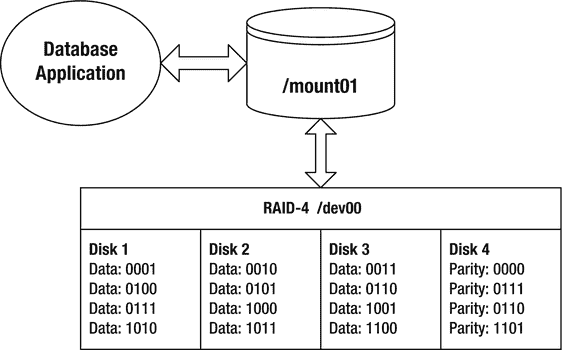 Database
Application
/mount01
RAID-4 /dev00
Disk 1
Data: 0001
Data: 0100
Data: 0111
Data: 1010
Disk 2
Data: 0010
Data: 0101
Data: 1000
Data: 1011
Disk 3
Data: 0011
Data: 0110
Data: 1001
Data: 1100
Disk 4
Parity: 0000
Parity: 0111
Parity: 0110
Parity: 1101